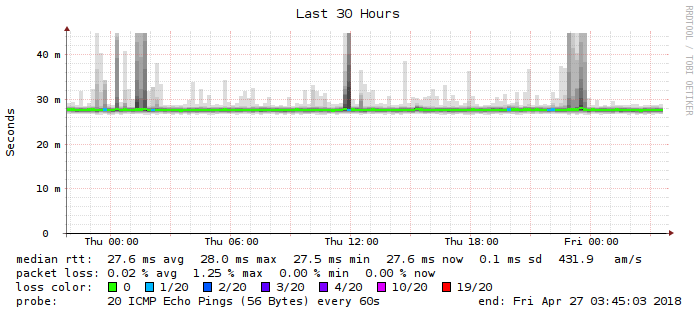 Last 30 Hours
RRDTOOL / TOBI OETIKER
Seconds
40 m
30 m
20 m
10 m
0
Thu 00:00 Thu 06:00 Thu 12:00 Thu 18:00 Fri 00:00
median rtt: 27.6 ms avg 28.0 ms max 27.5 ms min 27.6 ms now 0.1 ms sd 431.9 am/s
packet loss: 0.02 % avg 1.25 % max 0.00 % min 0.00 % now
loss color: 0 1/20 2/20 3/20 4/20 10/20 19/20
probe: 20 ICMP Echo Pings (56 Bytes) every 60s end: Fri Apr 27 03:45:03 2018